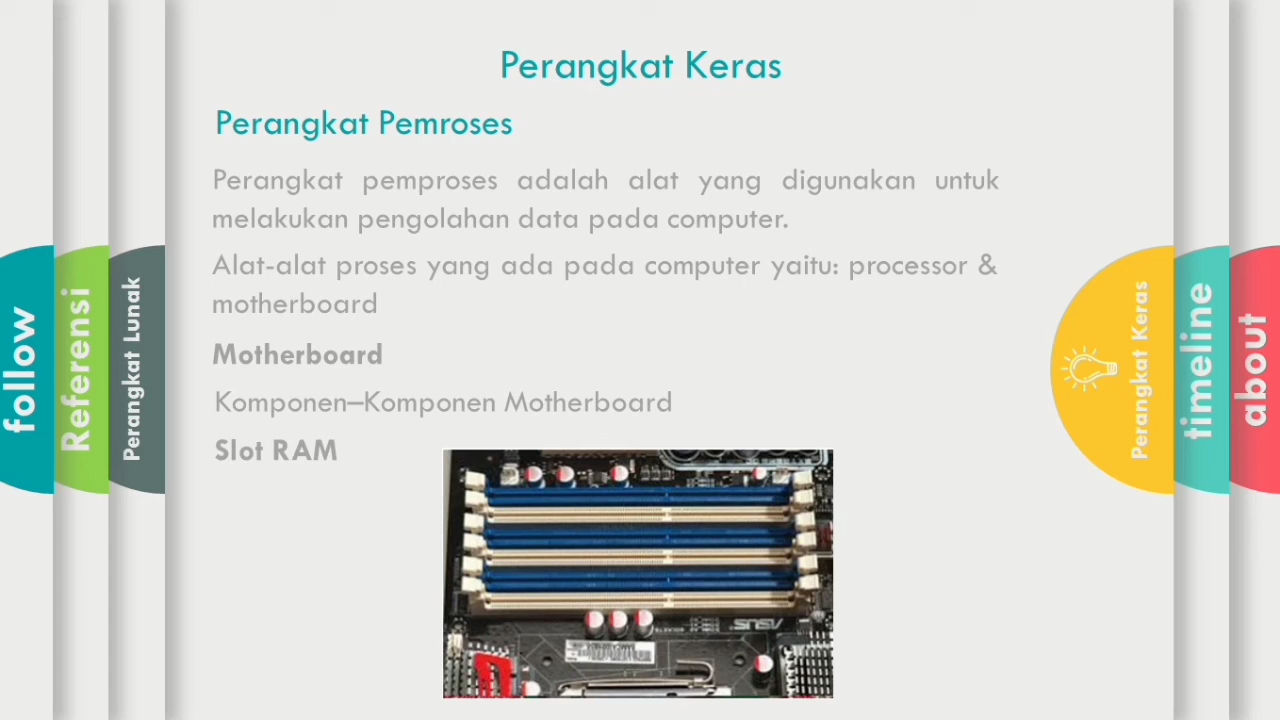 Perangkat Keras
Perangkat Pemroses
Perangkat pemproses adalah alat yang digunakan untuk
melakukan pengolahan data pada computer.
Alat-alat proses yang ada pada computer yaitu: processor &
motherboard
Motherboard
Komponen–Komponen Motherboard
Slot RAM
follow
Referensi
Perangkat Lunak
Perangkat Keras
timeline
about
ASUS